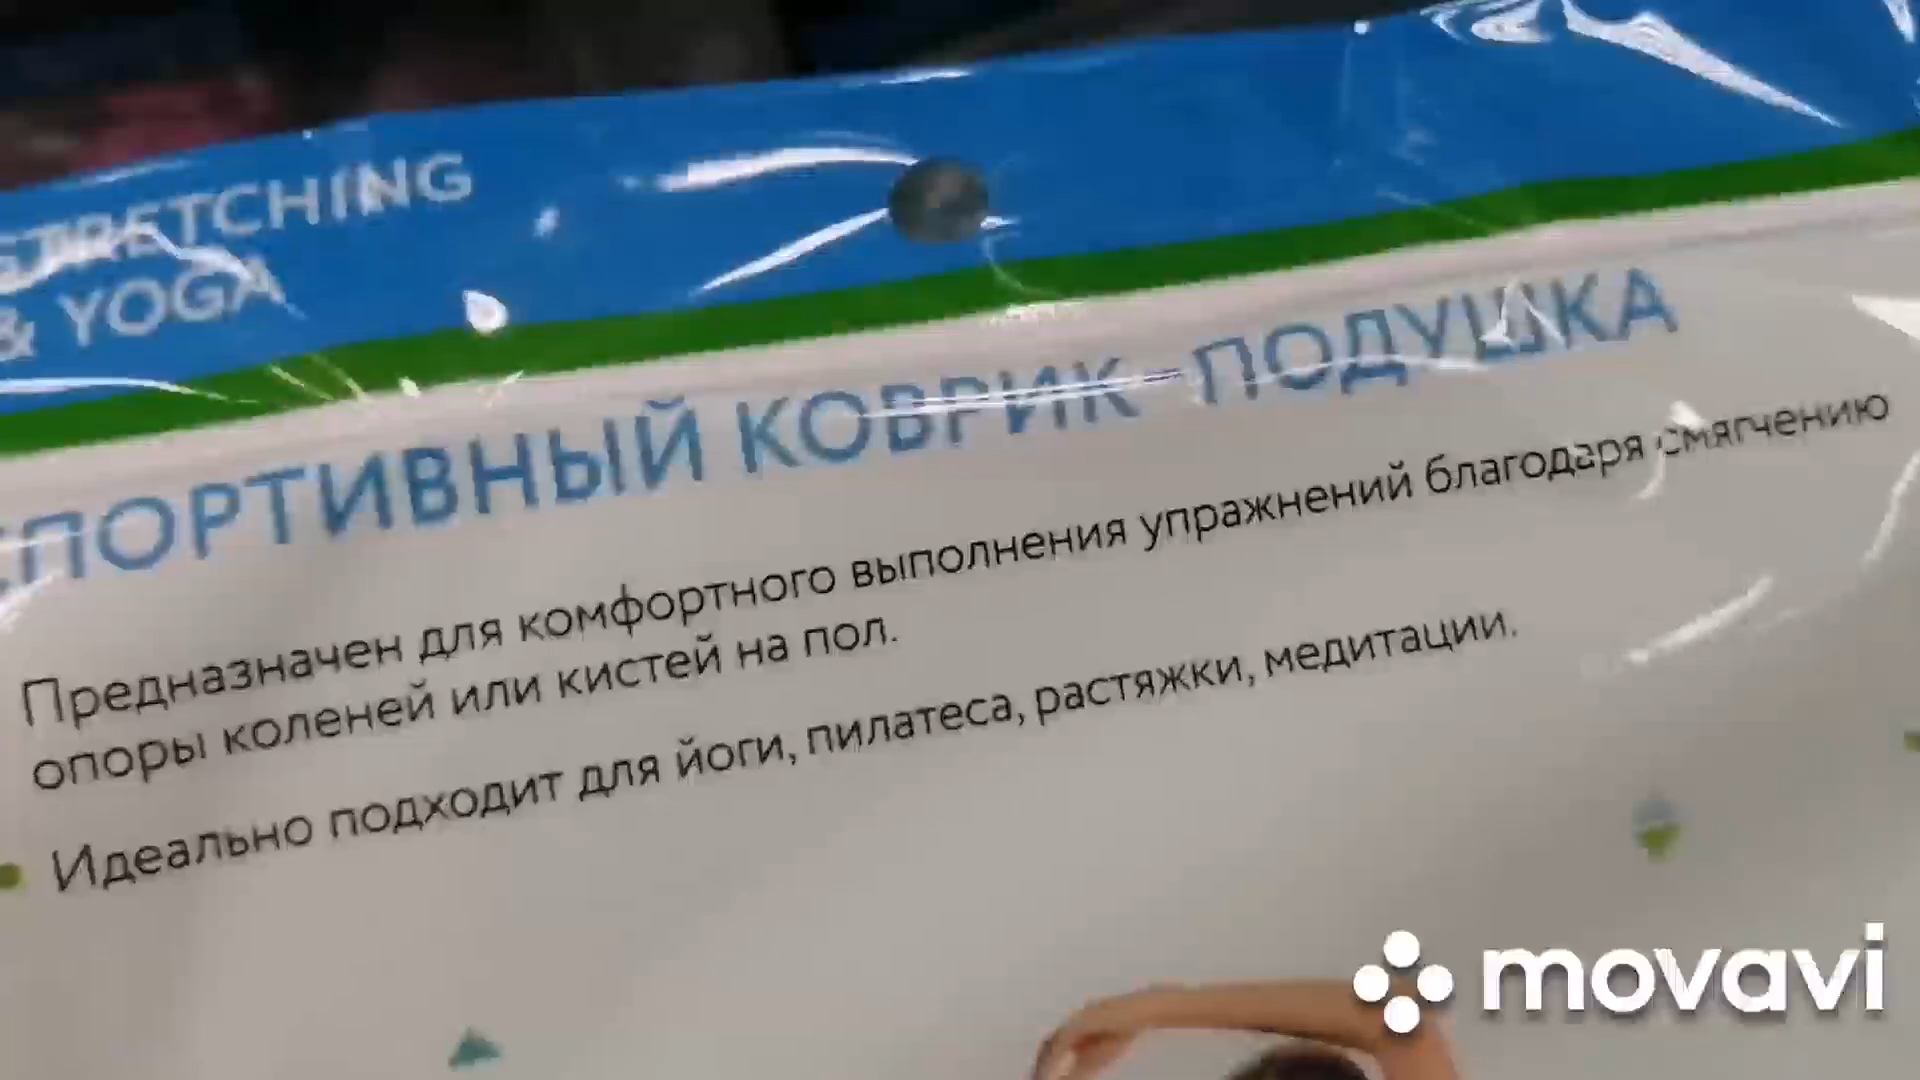 STRETCHING
& YOGA
СПОРТИВНЫЙ КОВРИК-ПОДУШКА
Предназначен для комфортного выполнения упражнений благодаря смягчению
опоры коленей или кистей на пол.
Идеально подходит для йоги, пилатеса, растяжки, медитации.
movavi